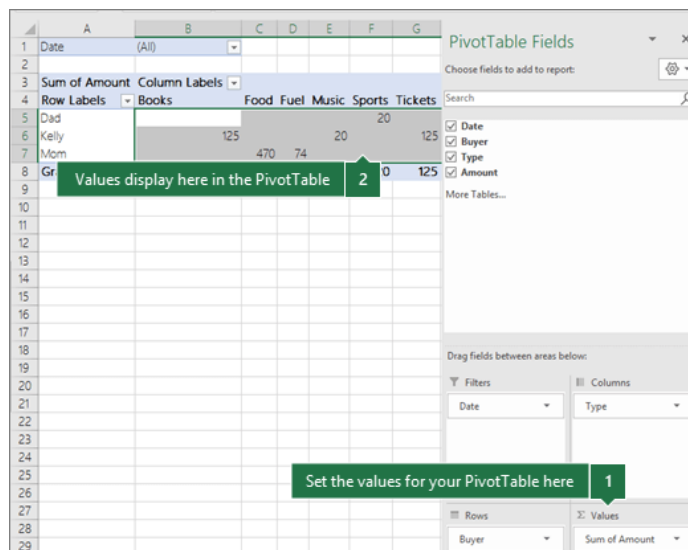 A B C D E F G
1 Date (All)
2
3 Sum of Amount Column Labels
4 Row Labels Books Food Fuel Music Sports Tickets
5 Dad 20
6 Kelly 125 20 125
7 Mom 470 74
8 Gr 0 125
Values display here in the PivotTable 2
9
10
11
12
13
14
15
16
17
18
19
20
21
22
23
24
25
26
27
28
29
PivotTable Fields
Choose fields to add to report:
Search
Date
Buyer
Type
Amount
More Tables...
Drag fields between areas below:
Filters Columns
Date Type
Set the values for your PivotTable here 1
Rows Σ Values
Buyer Sum of Amount